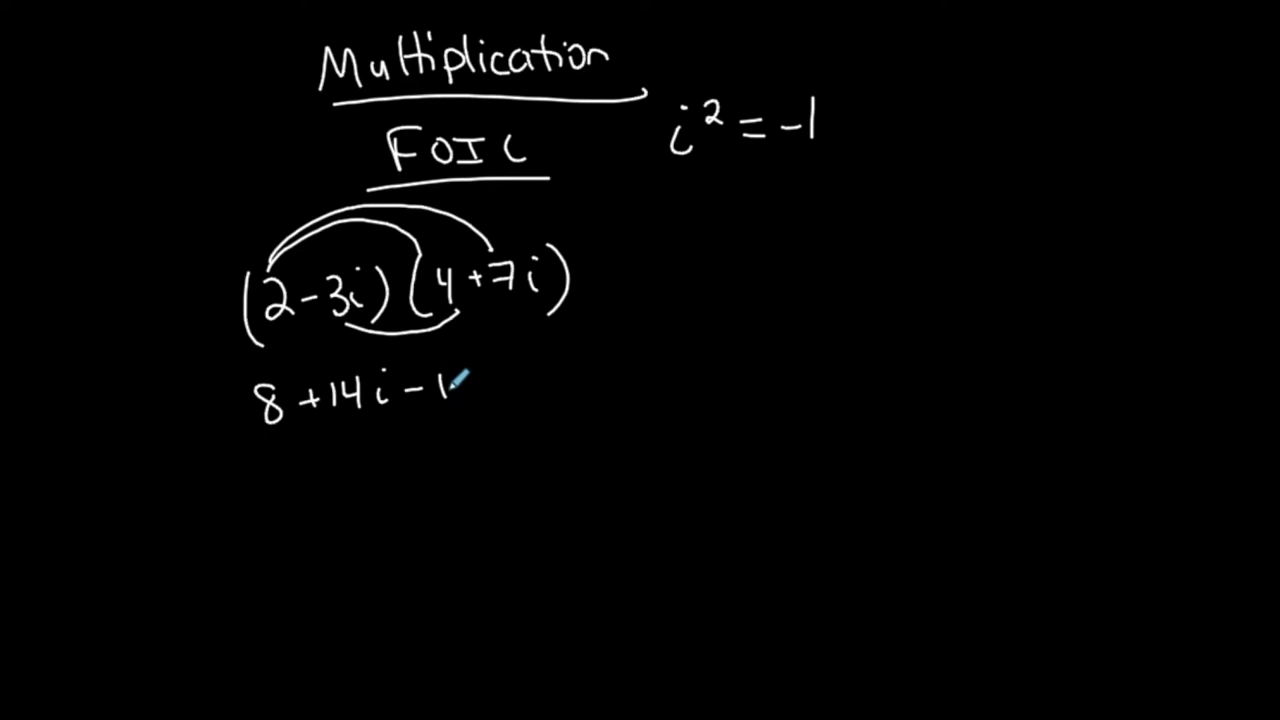 Multiplication
i² = -1
FOIL
(2-3i)(4+7i)
8+14i-1